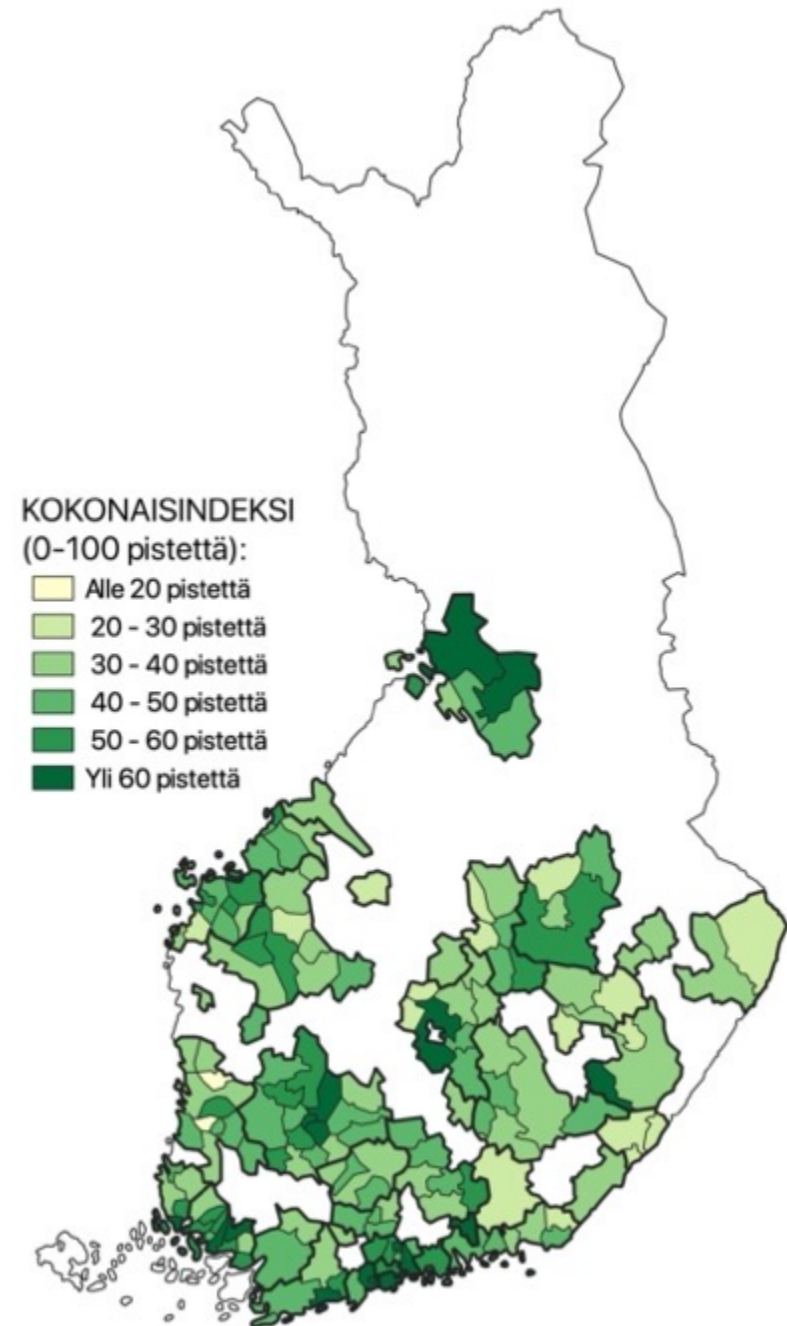 KOKONAISINDEKSI
(0-100 pistettä):
Alle 20 pistettä
20 - 30 pistettä
30 - 40 pistettä
40 - 50 pistettä
50 - 60 pistettä
Yli 60 pistettä